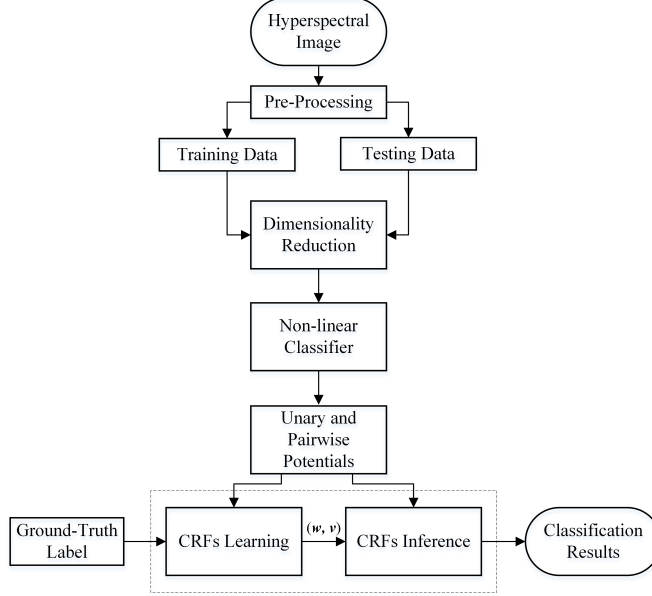 Hyperspectral
Image
Pre-Processing
Training Data
Testing Data
Dimensionality
Reduction
Non-linear
Classifier
Unary and
Pairwise
Potentials
Ground-Truth
Label
CRFs Learning
(w, v)
CRFs Inference
Classification
Results